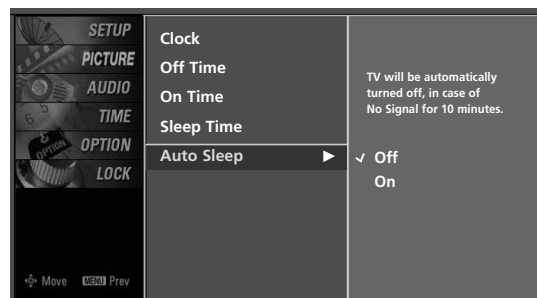 SETUP
PICTURE
AUDIO
TIME
OPTION
LOCK
Move MENU Prev
Clock
Off Time
On Time
Sleep Time
Auto Sleep ►
TV will be automatically
turned off, in case of
No Signal for 10 minutes.
✓ Off
On